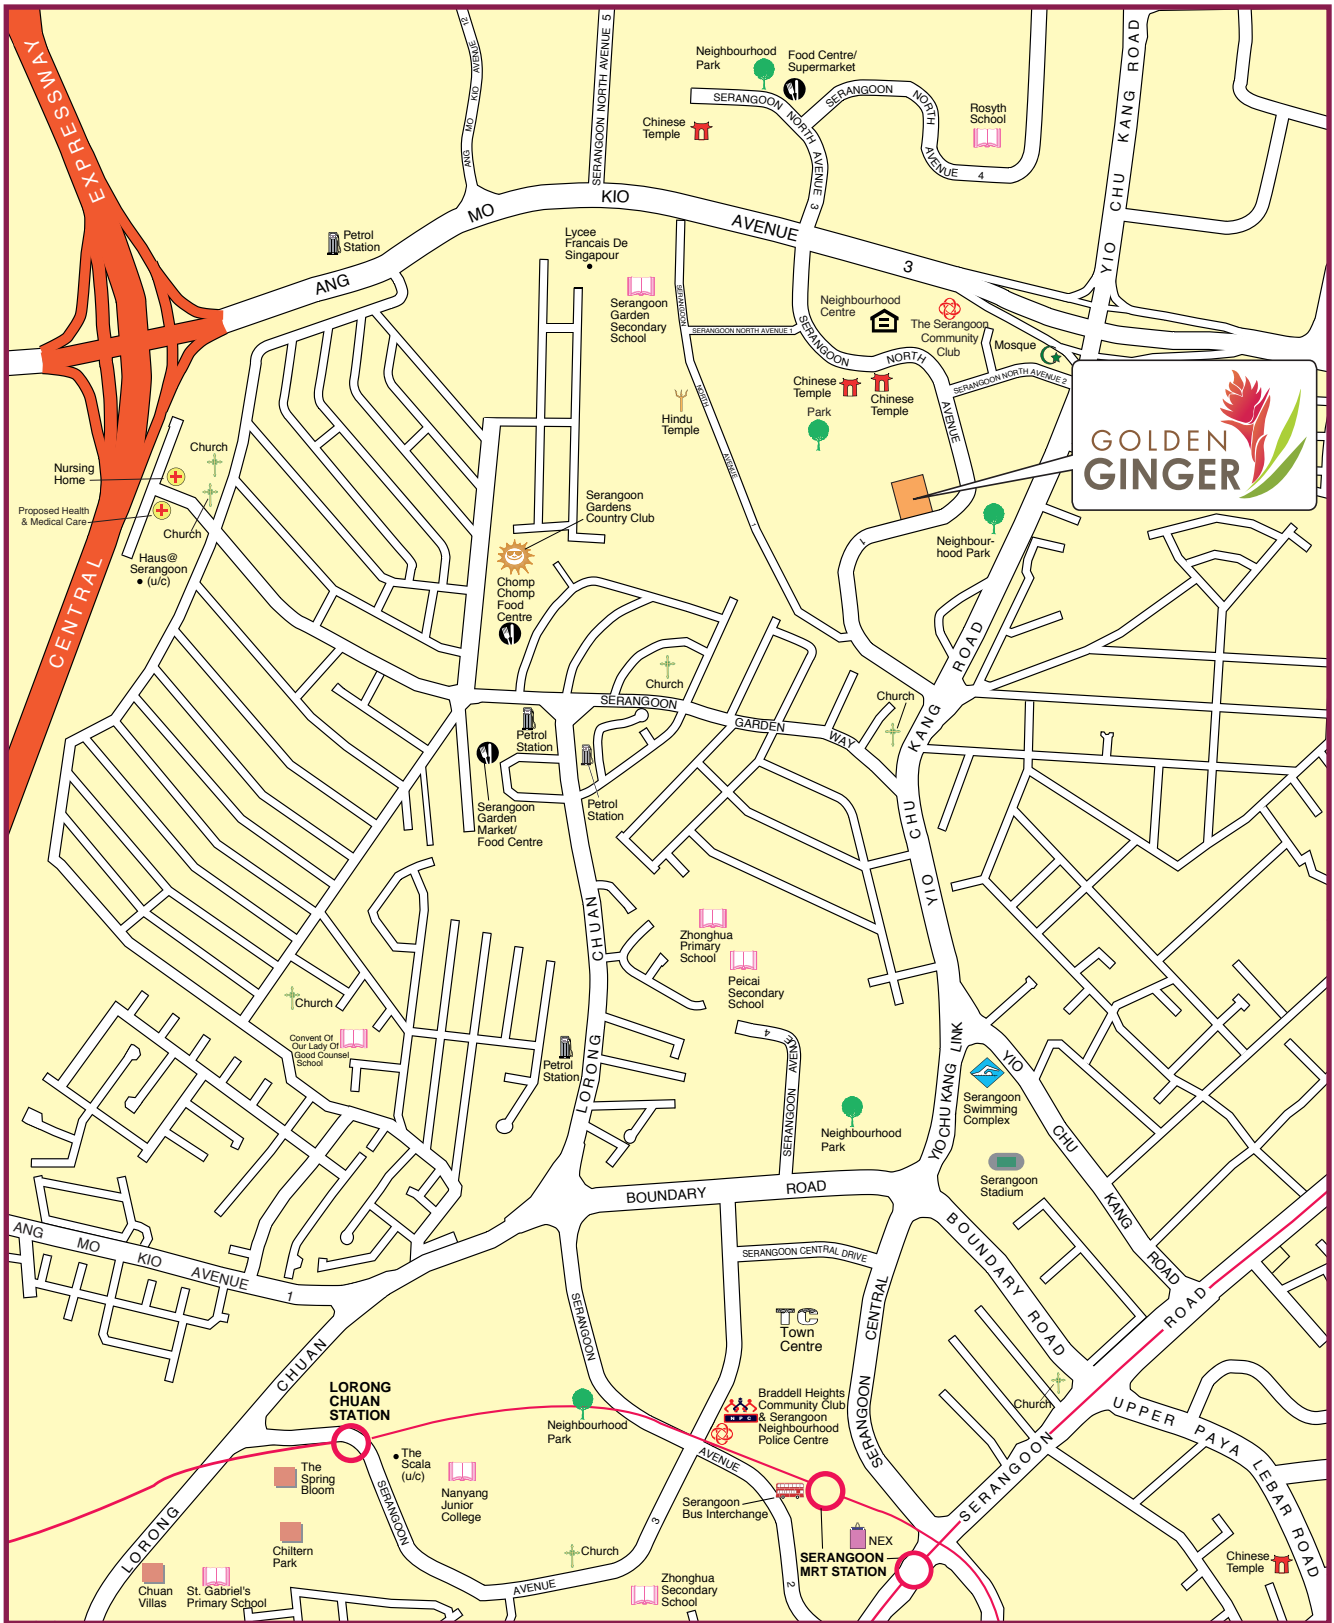 EXPRESSWAY
CENTRAL
ANG MO KIO AVENUE 12
SERANGOON NORTH AVENUE 5
Neighbourhood
Park
Food Centre/
Supermarket
SERANGOON NORTH AVENUE 3
SERANGOON NORTH AVENUE 4
Chinese
Temple
Rosyth
School
YIO CHU KANG ROAD
ANG MO KIO AVENUE 3
Petrol
Station
Lycee
Francais De
Singapour
Serangoon
Garden
Secondary
School
SERANGOON NORTH AVENUE 1
SERANGOON NORTH AVENUE 1
Neighbourhood
Centre
The Serangoon
Community
Club
Mosque
SERANGOON NORTH AVENUE 2
SERANGOON NORTH AVENUE 1
Chinese
Temple
Chinese
Temple
Park
Hindu
Temple
GOLDEN
GINGER
Church
Nursing
Home
Proposed Health
& Medical Care
Church
Haus@
Serangoon
(u/c)
Serangoon
Gardens
Country Club
Chomp
Chomp
Food
Centre
Neighbour-
hood Park
Church
SERANGOON GARDEN WAY
Church
YIO CHU KANG ROAD
Petrol
Station
Serangoon
Garden
Market/
Food Centre
Petrol
Station
LORONG CHUAN
Zhonghua
Primary
School
Peicai
Secondary
School
Church
Convent Of
Our Lady Of
Good Counsel
School
Petrol
Station
SERANGOON AVENUE 4
Neighbourhood
Park
YIO CHU KANG LINK
Serangoon
Swimming
Complex
YIO CHU KANG ROAD
Serangoon
Stadium
BOUNDARY ROAD
BOUNDARY ROAD
SERANGOON CENTRAL DRIVE
ANG MO KIO AVENUE 1
LORONG CHUAN
SERANGOON AVENUE 2
SERANGOON CENTRAL
TC
Town
Centre
LORONG
CHUAN
STATION
The
Scala
(u/c)
The
Spring
Bloom
Nanyang
Junior
College
Chiltern
Park
Chuan
Villas
St. Gabriel's
Primary School
SERANGOON AVENUE 3
Neighbourhood
Park
NPC
Braddell Heights
Community Club
& Serangoon
Neighbourhood
Police Centre
Serangoon
Bus Interchange
NEX
SERANGOON
MRT STATION
Church
Zhonghua
Secondary
School
Church
SERANGOON ROAD
UPPER PAYA LEBAR ROAD
Chinese
Temple